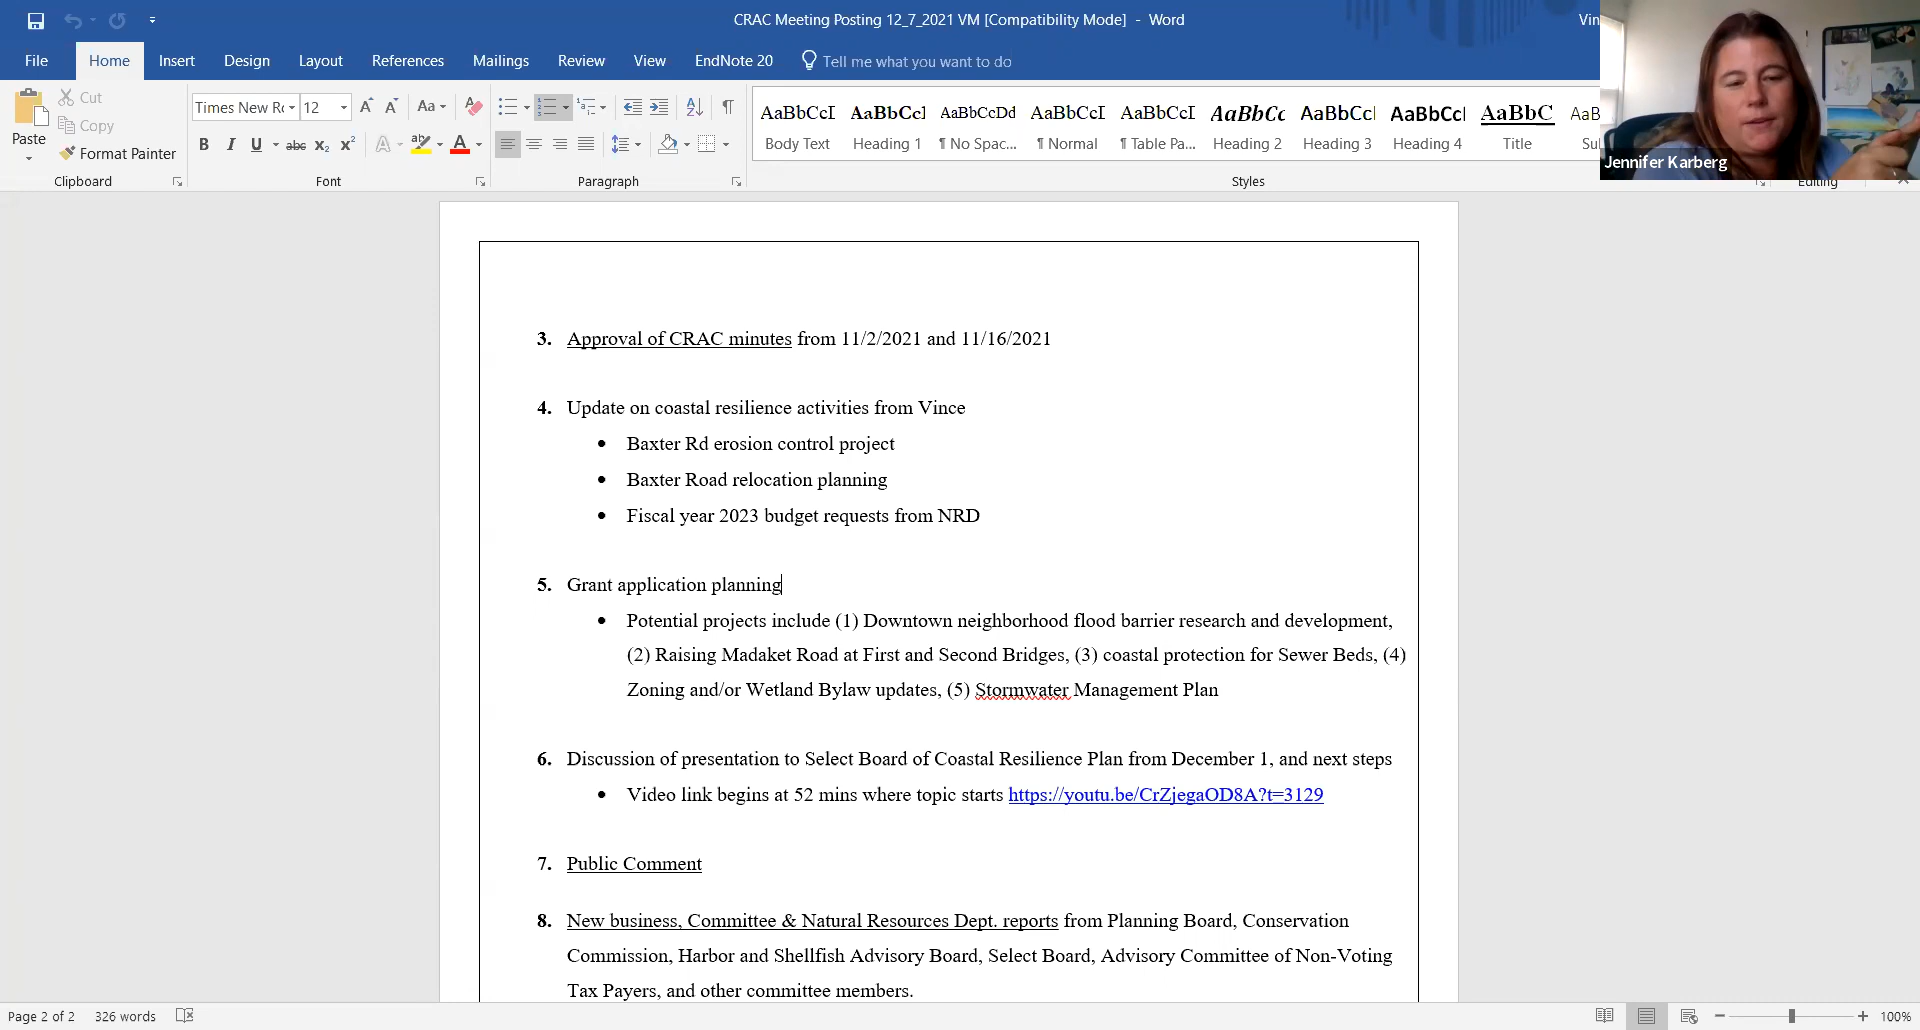 CRAC Meeting Posting 12_7_2021 VM [Compatibility Mode] - Word
Vin
File Home Insert Design Layout References Mailings Review View EndNote 20 Tell me what you want to do
Paste
Cut
Copy
Format Painter
Clipboard
Times New R 12
Font
Paragraph
AaBbCcI AaBbCcI AaBbCcDd AaBbCcI AaBbCcI AaBbCc AaBbCcI AaBbCcI AaBbC AaB
Body Text Heading 1 ¶ No Spac... ¶ Normal ¶ Table Pa... Heading 2 Heading 3 Heading 4 Title Su
Styles
Editing
Jennifer Karberg
3. Approval of CRAC minutes from 11/2/2021 and 11/16/2021
4. Update on coastal resilience activities from Vince
• Baxter Rd erosion control project
• Baxter Road relocation planning
• Fiscal year 2023 budget requests from NRD
5. Grant application planning
• Potential projects include (1) Downtown neighborhood flood barrier research and development,
(2) Raising Madaket Road at First and Second Bridges, (3) coastal protection for Sewer Beds, (4)
Zoning and/or Wetland Bylaw updates, (5) Stormwater Management Plan
6. Discussion of presentation to Select Board of Coastal Resilience Plan from December 1, and next steps
• Video link begins at 52 mins where topic starts https://youtu.be/CrZjegaOD8A?t=3129
7. Public Comment
8. New business, Committee & Natural Resources Dept. reports from Planning Board, Conservation
Commission, Harbor and Shellfish Advisory Board, Select Board, Advisory Committee of Non-Voting
Tax Payers, and other committee members.
Page 2 of 2 326 words 100%